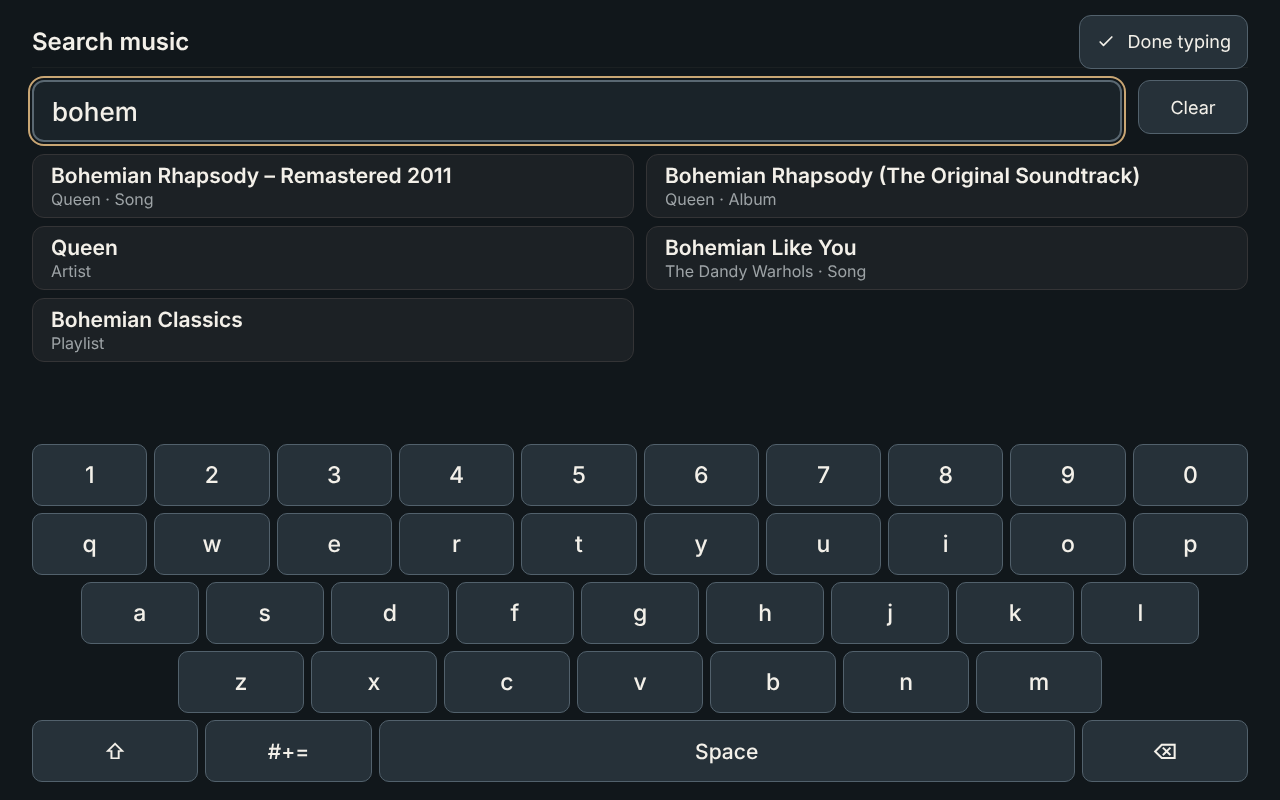 Search music
Done typing
bohem
Clear
Bohemian Rhapsody – Remastered 2011
Queen · Song
Bohemian Rhapsody (The Original Soundtrack)
Queen · Album
Queen
Artist
Bohemian Like You
The Dandy Warhols · Song
Bohemian Classics
Playlist
1 2 3 4 5 6 7 8 9 0
q w e r t y u i o p
a s d f g h j k l
z x c v b n m
#+= Space